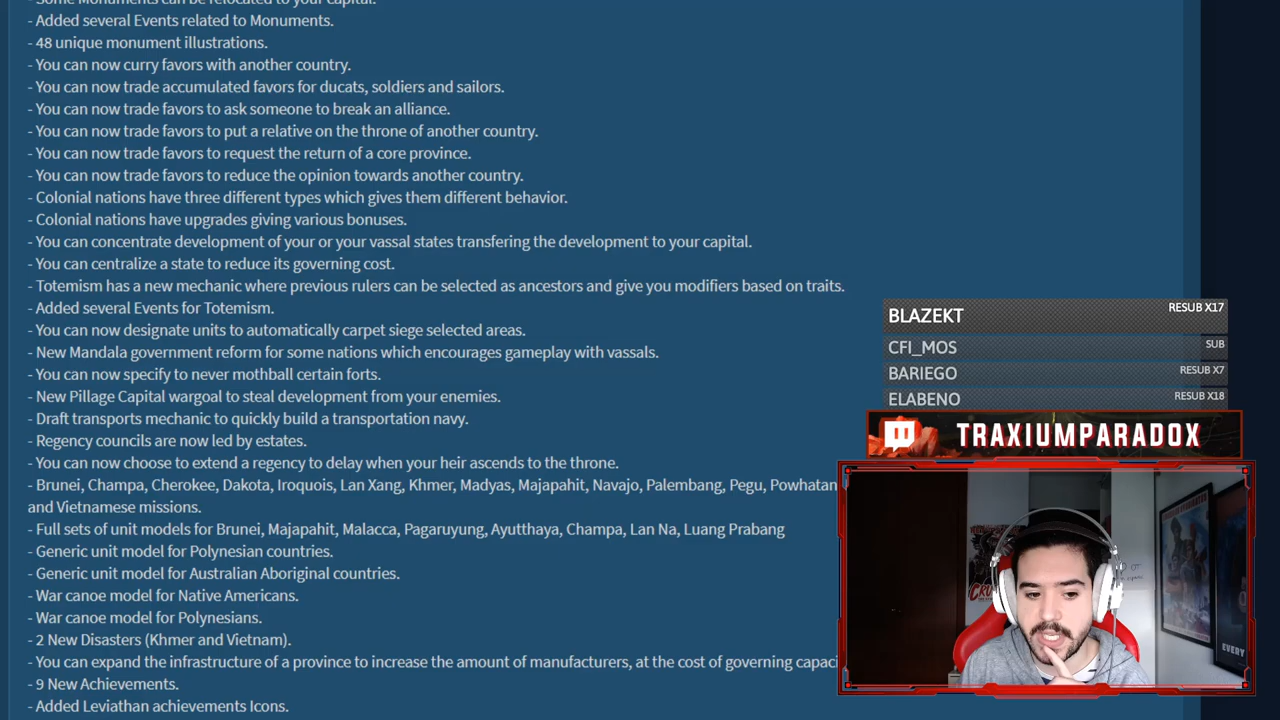 - Some Monuments can be relocated to your capital.
- Added several Events related to Monuments.
- 48 unique monument illustrations.
- You can now curry favors with another country.
- You can now trade accumulated favors for ducats, soldiers and sailors.
- You can now trade favors to ask someone to break an alliance.
- You can now trade favors to put a relative on the throne of another country.
- You can now trade favors to request the return of a core province.
- You can now trade favors to reduce the opinion towards another country.
- Colonial nations have three different types which gives them different behavior.
- Colonial nations have upgrades giving various bonuses.
- You can concentrate development of your or your vassal states transfering the development to your capital.
- You can centralize a state to reduce its governing cost.
- Totemism has a new mechanic where previous rulers can be selected as ancestors and give you modifiers based on traits.
- Added several Events for Totemism.
- You can now designate units to automatically carpet siege selected areas.
- New Mandala government reform for some nations which encourages gameplay with vassals.
- You can now specify to never mothball certain forts.
- New Pillage Capital wargoal to steal development from your enemies.
- Draft transports mechanic to quickly build a transportation navy.
- Regency councils are now led by estates.
- You can now choose to extend a regency to delay when your heir ascends to the throne.
- Brunei, Champa, Cherokee, Dakota, Iroquois, Lan Xang, Khmer, Madyas, Majapahit, Navajo, Palembang, Pegu, Powhatan
and Vietnamese missions.
- Full sets of unit models for Brunei, Majapahit, Malacca, Pagaruyung, Ayutthaya, Champa, Lan Na, Luang Prabang
- Generic unit model for Polynesian countries.
- Generic unit model for Australian Aboriginal countries.
- War canoe model for Native Americans.
- War canoe model for Polynesians.
- 2 New Disasters (Khmer and Vietnam).
- You can expand the infrastructure of a province to increase the amount of manufacturers, at the cost of governing capaci
- 9 New Achievements.
- Added Leviathan achievements Icons.
BLAZEKT RESUB X17
CFI_MOS SUB
BARIEGO RESUB X7
ELABENO RESUB X18
TRAXIUMPARADOX
EVERY